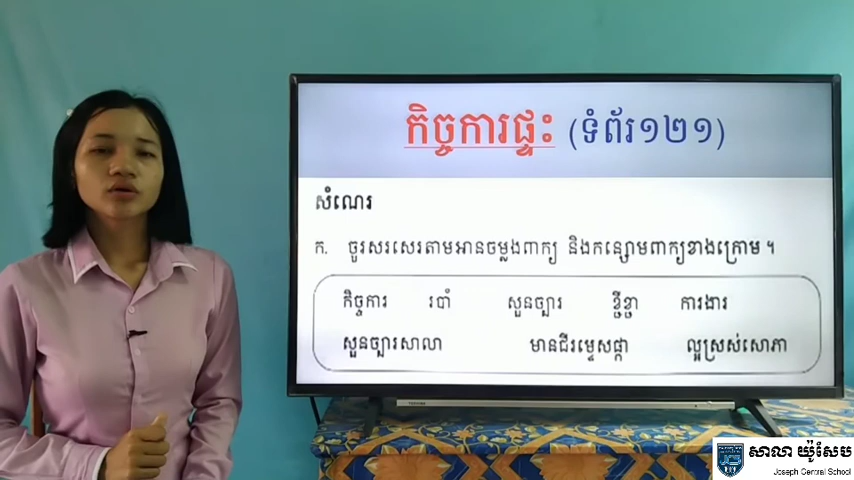 កិច្ចការផ្ទះ (ទំព័រ១២១)
សំណេរ
ក. ចូរសរសេរតាមអានចម្លងពាក្យ និងកន្សោមពាក្យខាងក្រោម ។
កិច្ចការ របាំ សួនច្បារ ខ្ជីខ្ជា ការងារ
សួនច្បារសាលា មានជីរម្ទេសផ្កា ល្អស្រស់សោភា
សាលា យ៉ូសែប
Joseph Central School